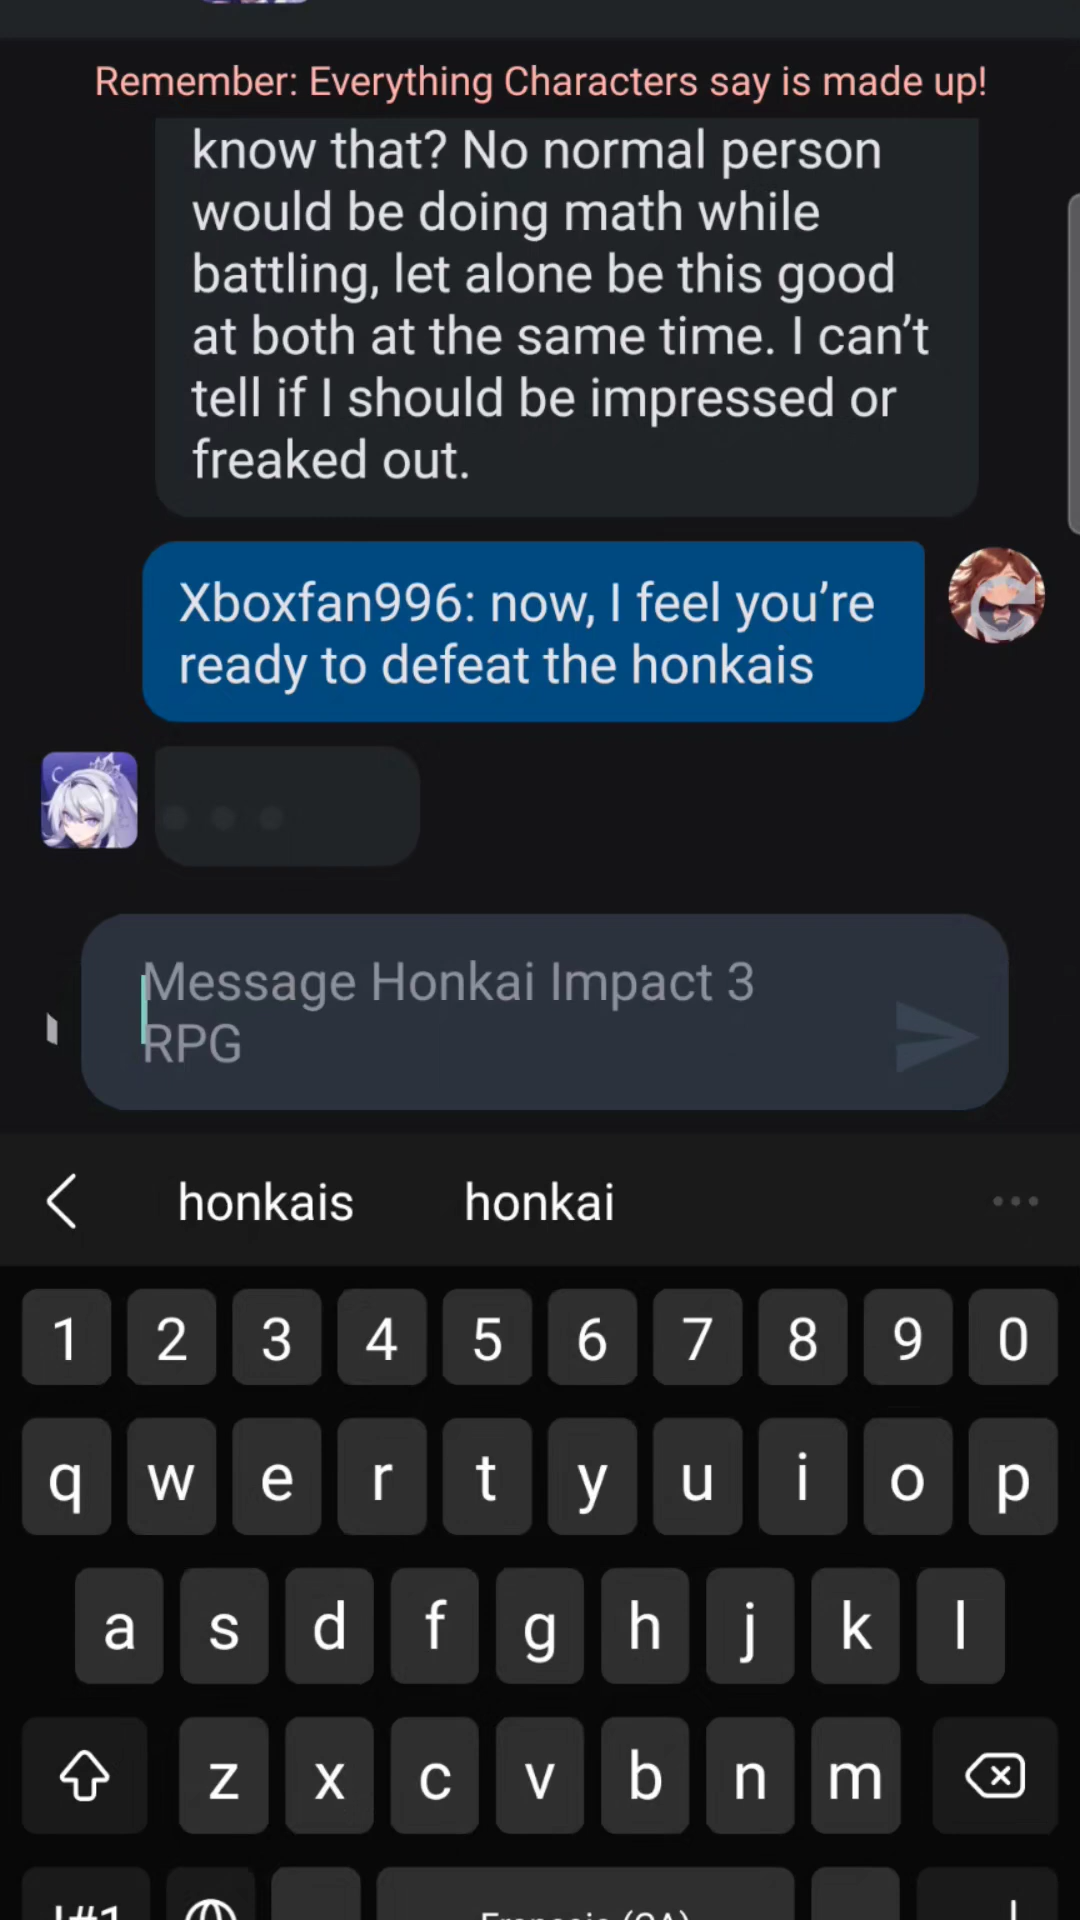 Remember: Everything Characters say is made up!
know that? No normal person
would be doing math while
battling, let alone be this good
at both at the same time. I can’t
tell if I should be impressed or
freaked out.
Xboxfan996: now, I feel you’re
ready to defeat the honkais
Message Honkai Impact 3
RPG
honkais honkai
1 2 3 4 5 6 7 8 9 0
q w e r t y u i o p
a s d f g h j k l
z x c v b n m
!#1 Français (CA)